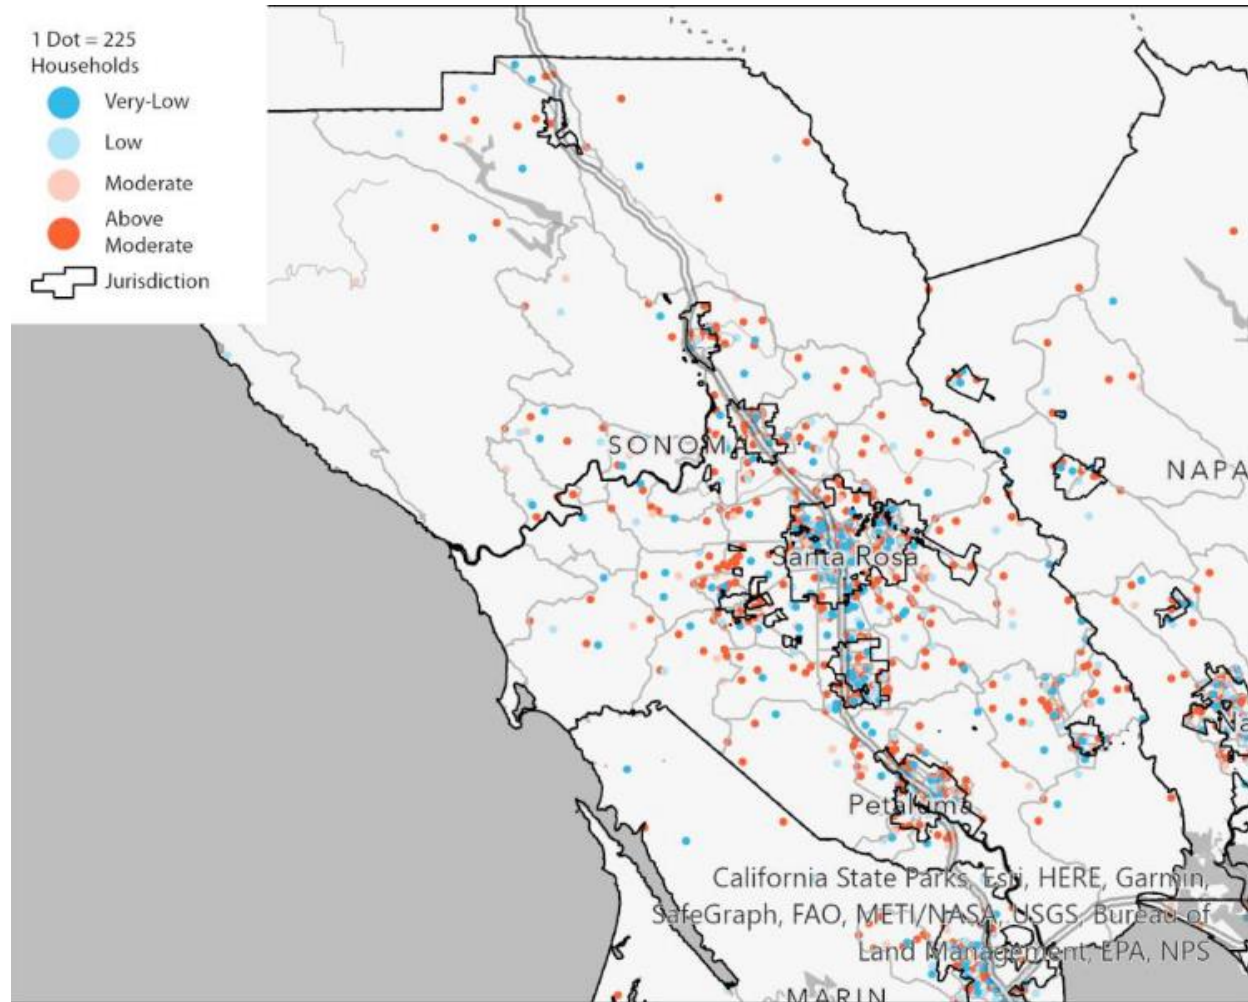 1 Dot = 225
Households
Very-Low
Low
Moderate
Above
Moderate
Jurisdiction
SONOMA
NAPA
Santa Rosa
Na
Petaluma
California State Parks, Esri, HERE, Garmin,
SafeGraph, FAO, METI/NASA, USGS, Bureau of
Land Management, EPA, NPS
MARIN